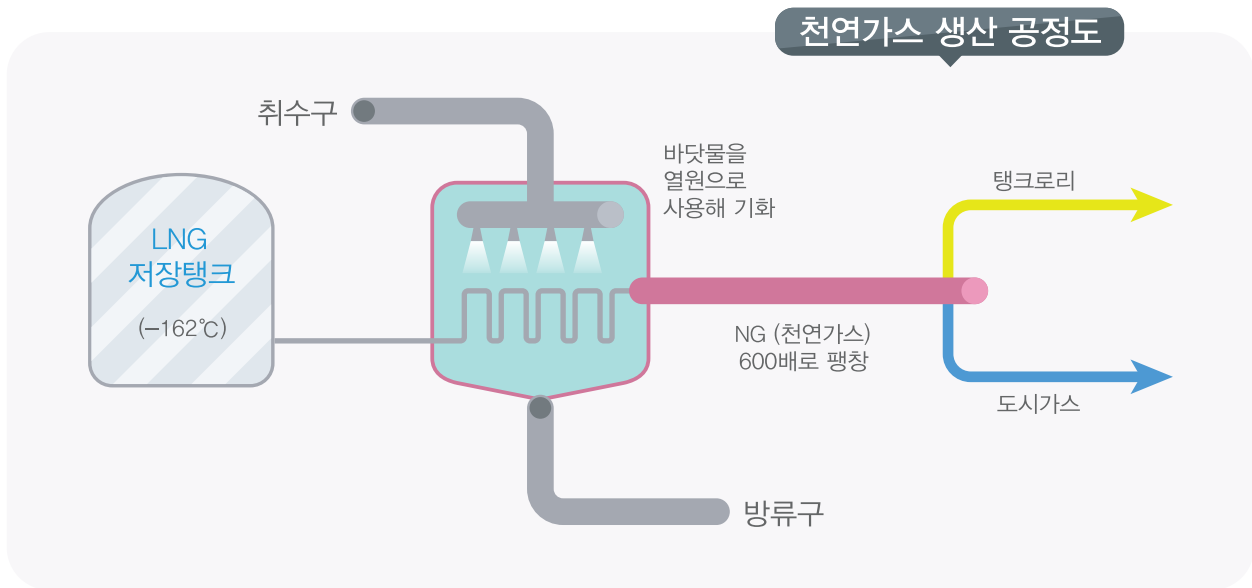 천연가스 생산 공정도
취수구
바닷물을
열원으로
사용해 기화
탱크로리
LNG
저장탱크
(−162℃)
NG (천연가스)
600배로 팽창
도시가스
방류구